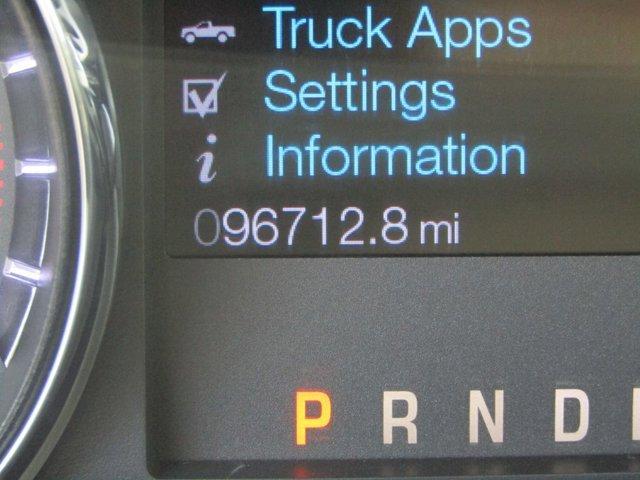 Truck Apps
Settings
i Information
096712.8 mi
P R N D